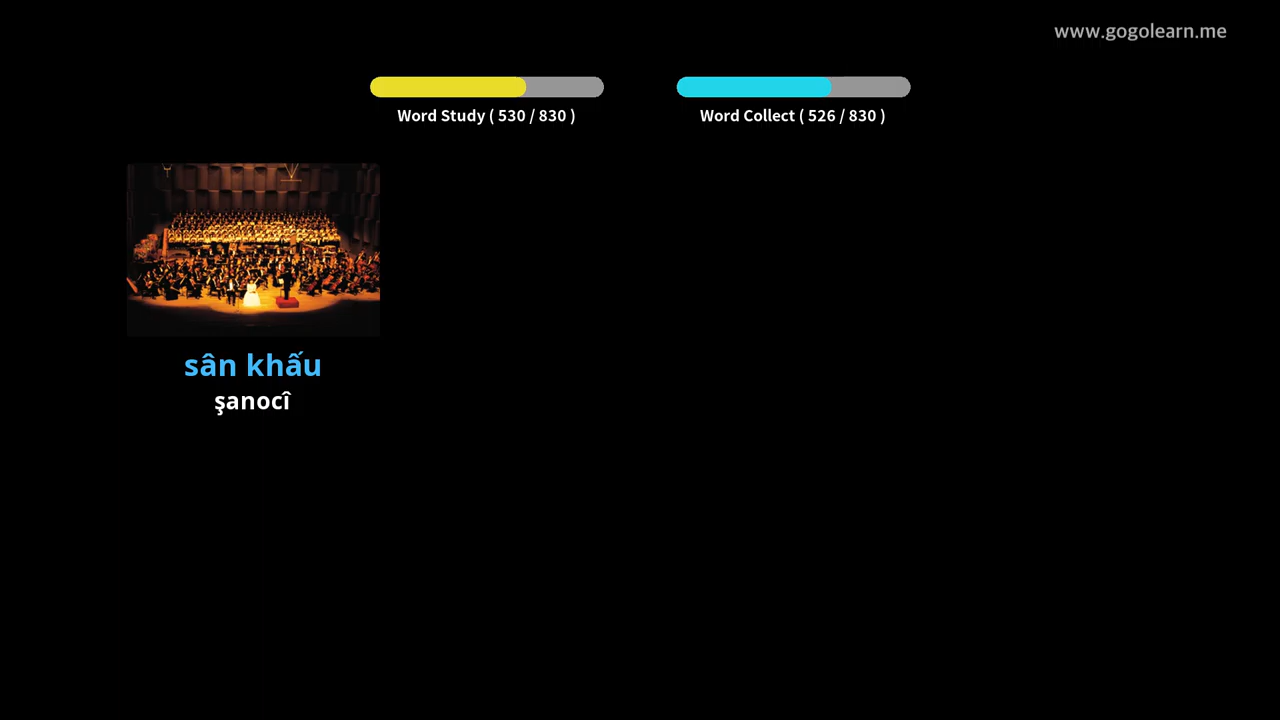 www.gogolearn.me
Word Study ( 530 / 830 )
Word Collect ( 526 / 830 )
sân khấu
şanocî